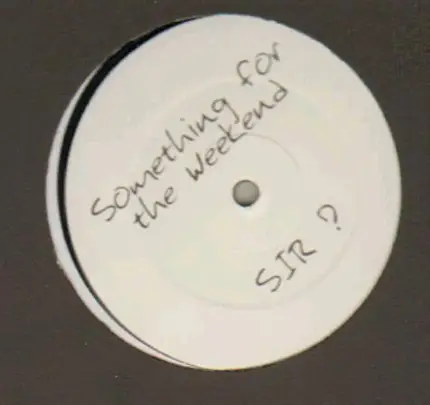 Something for
the weekend
SIR ?